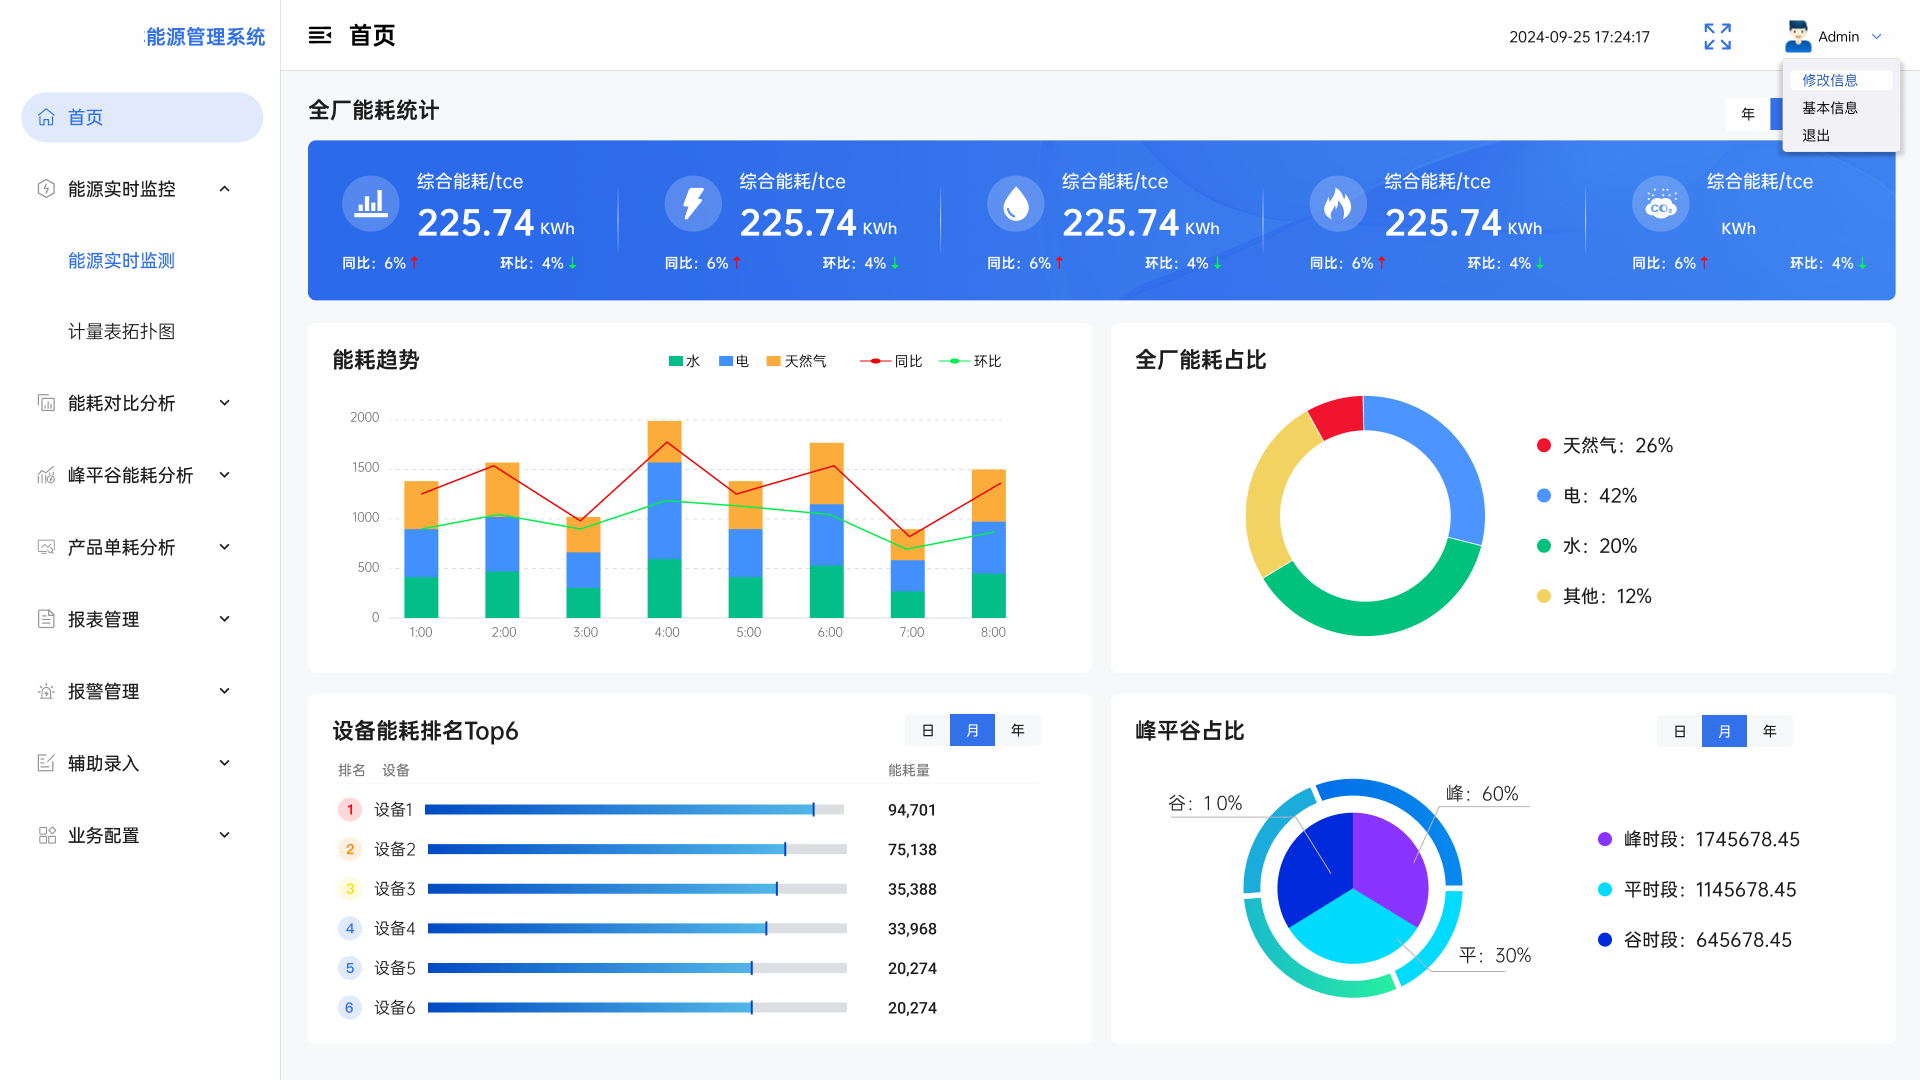 能源管理系统
首页
2024-09-25 17:24:17
Admin
修改信息
基本信息
退出
首页
能源实时监控
能源实时监测
计量表拓扑图
能耗对比分析
峰平谷能耗分析
产品单耗分析
报表管理
报警管理
辅助录入
业务配置
全厂能耗统计
年
综合能耗/tce
225.74 KWh
同比：6% 环比：4%
综合能耗/tce
225.74 KWh
同比：6% 环比：4%
综合能耗/tce
225.74 KWh
同比：6% 环比：4%
综合能耗/tce
225.74 KWh
同比：6% 环比：4%
CO₂
综合能耗/tce
KWh
同比：6% 环比：4%
能耗趋势
水 电 天然气 同比 环比
2000
1500
1000
500
0
1:00 2:00 3:00 4:00 5:00 6:00 7:00 8:00
全厂能耗占比
天然气：26%
电：42%
水：20%
其他：12%
设备能耗排名Top6
日 月 年
排名 设备 能耗量
1 设备1 94,701
2 设备2 75,138
3 设备3 35,388
4 设备4 33,968
5 设备5 20,274
6 设备6 20,274
峰平谷占比
日 月 年
谷：10%
峰：60%
平：30%
峰时段：1745678.45
平时段：1145678.45
谷时段：645678.45